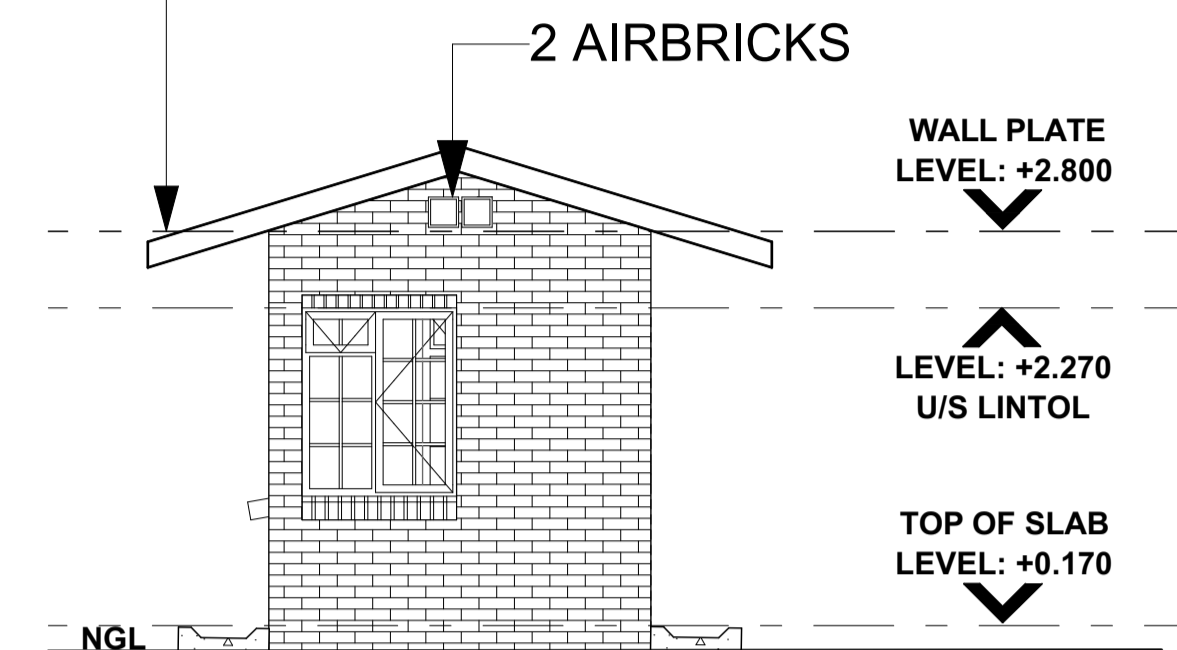 2 AIRBRICKS
WALL PLATE
LEVEL: +2.800
LEVEL: +2.270
U/S LINTOL
TOP OF SLAB
LEVEL: +0.170
NGL